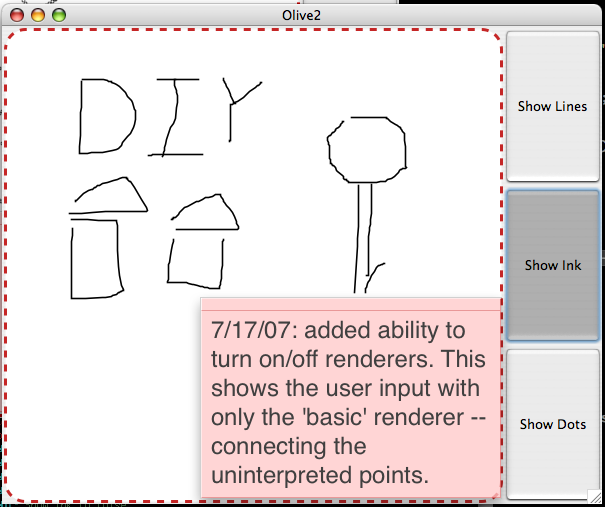 Olive2
DIY
Show Lines
Show Ink
7/17/07: added ability to
turn on/off renderers. This
shows the user input with
only the 'basic' renderer --
connecting the
uninterpreted points.
Show Dots